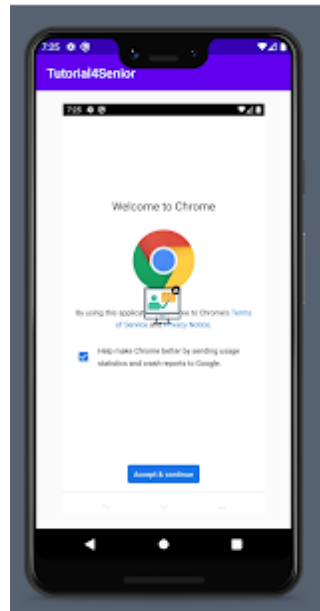 7:25
Tutorial4Senior
7:25
Welcome to Chrome
By using this application, to Chrome's Terms
of Service and Privacy Notice.
Help make Chrome better by sending usage
statistics and crash reports to Google.
Accept & continue